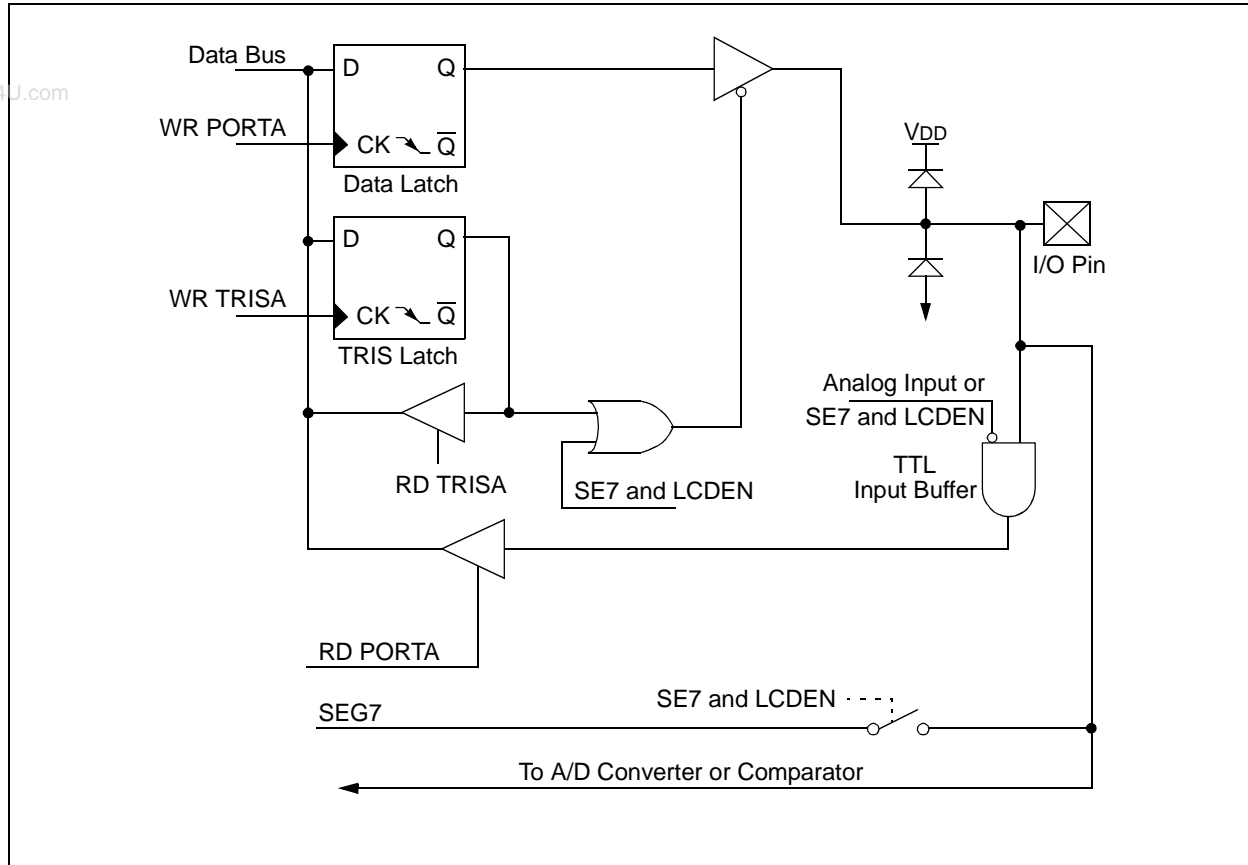 Data Bus
4U.com
WR PORTA
D
Q
CK
Q̅
Data Latch
VDD
D
Q
I/O Pin
WR TRISA
CK
Q̅
TRIS Latch
Analog Input or
SE7 and LCDEN
TTL
Input Buffer
RD TRISA
SE7 and LCDEN
RD PORTA
SE7 and LCDEN
SEG7
To A/D Converter or Comparator